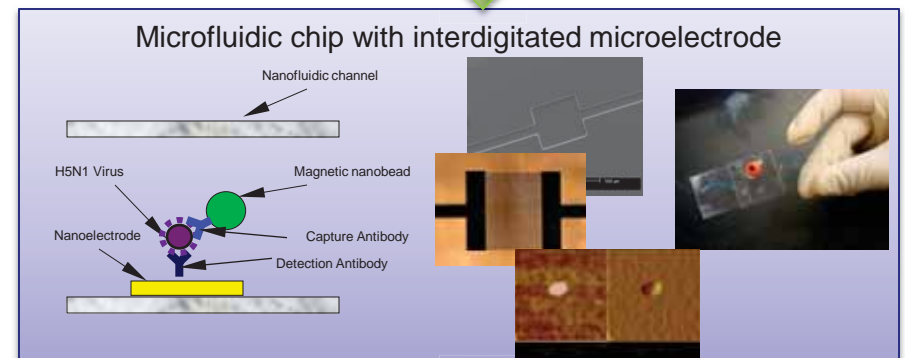 Microfluidic chip with interdigitated microelectrode
Nanofluidic channel
H5N1 Virus
Magnetic nanobead
Nanoelectrode
Capture Antibody
Detection Antibody